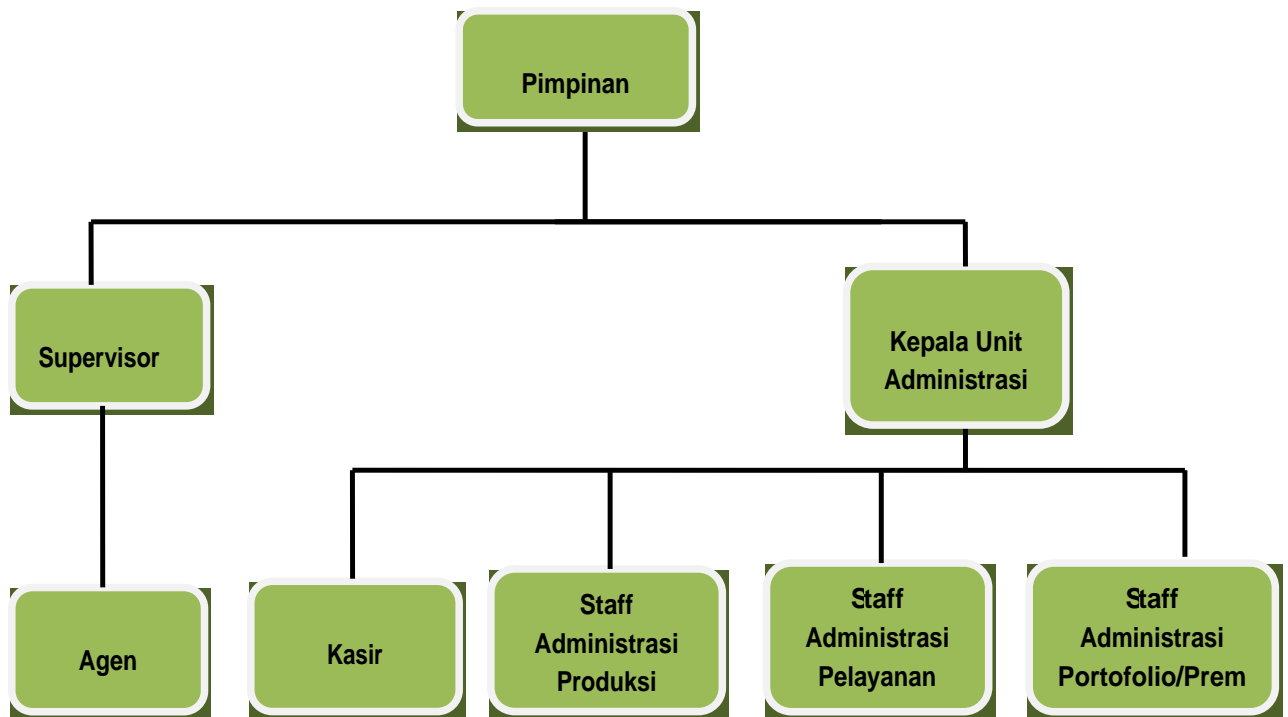 Pimpinan
Supervisor
Kepala Unit
Administrasi
Agen
Kasir
Staff
Administrasi
Produksi
Staff
Administrasi
Pelayanan
Staff
Administrasi
Portofolio/Prem